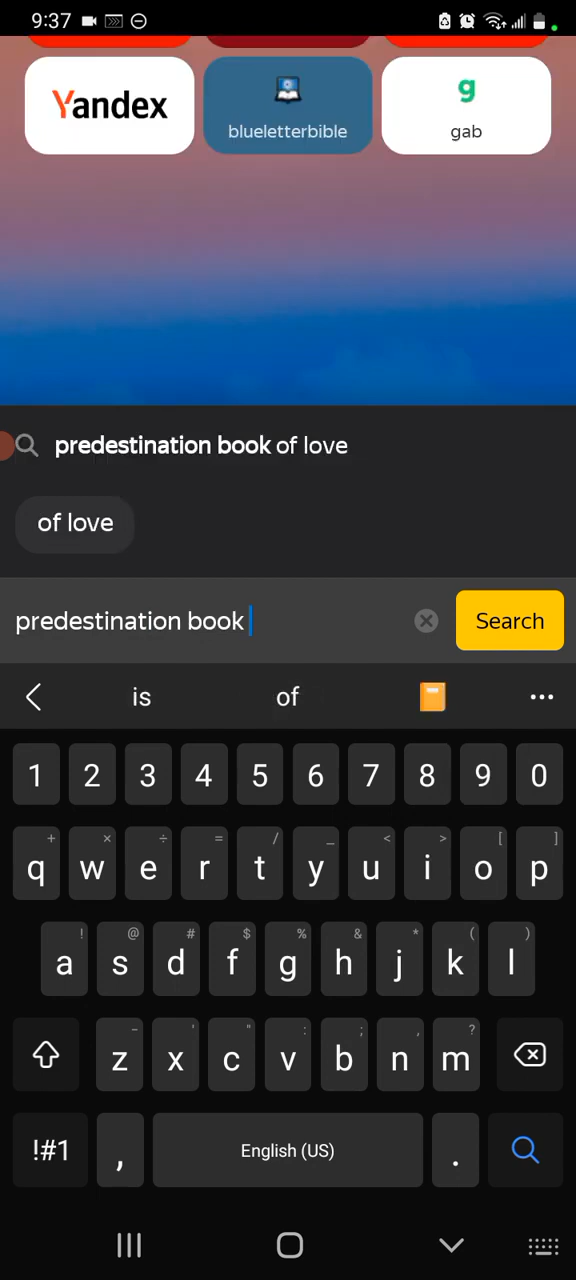 9:37
Yandex
blueletterbible
g
gab
predestination book of love
of love
predestination book
Search
is of
1 2 3 4 5 6 7 8 9 0
+ × ÷ = / _ < > [ ]
q w e r t y u i o p
! @ # $ % & * ( )
a s d f g h j k l
- ' " : ; , ?
z x c v b n m
!#1 , English (US) .